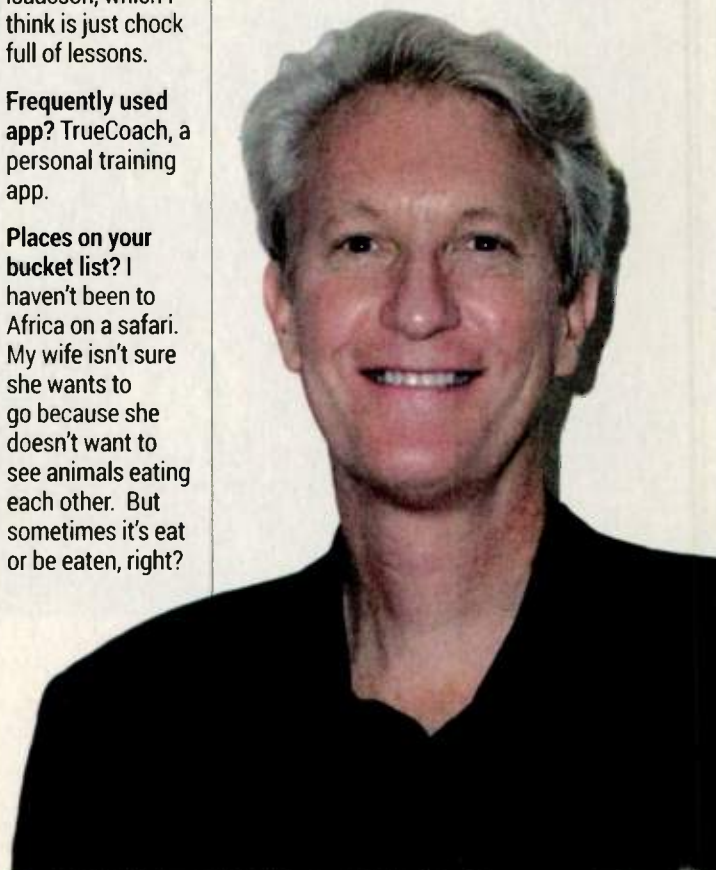 think is just chock
full of lessons.
Frequently used
app? TrueCoach, a
personal training
app.
Places on your
bucket list? I
haven't been to
Africa on a safari.
My wife isn't sure
she wants to
go because she
doesn't want to
see animals eating
each other. But
sometimes it's eat
or be eaten, right?